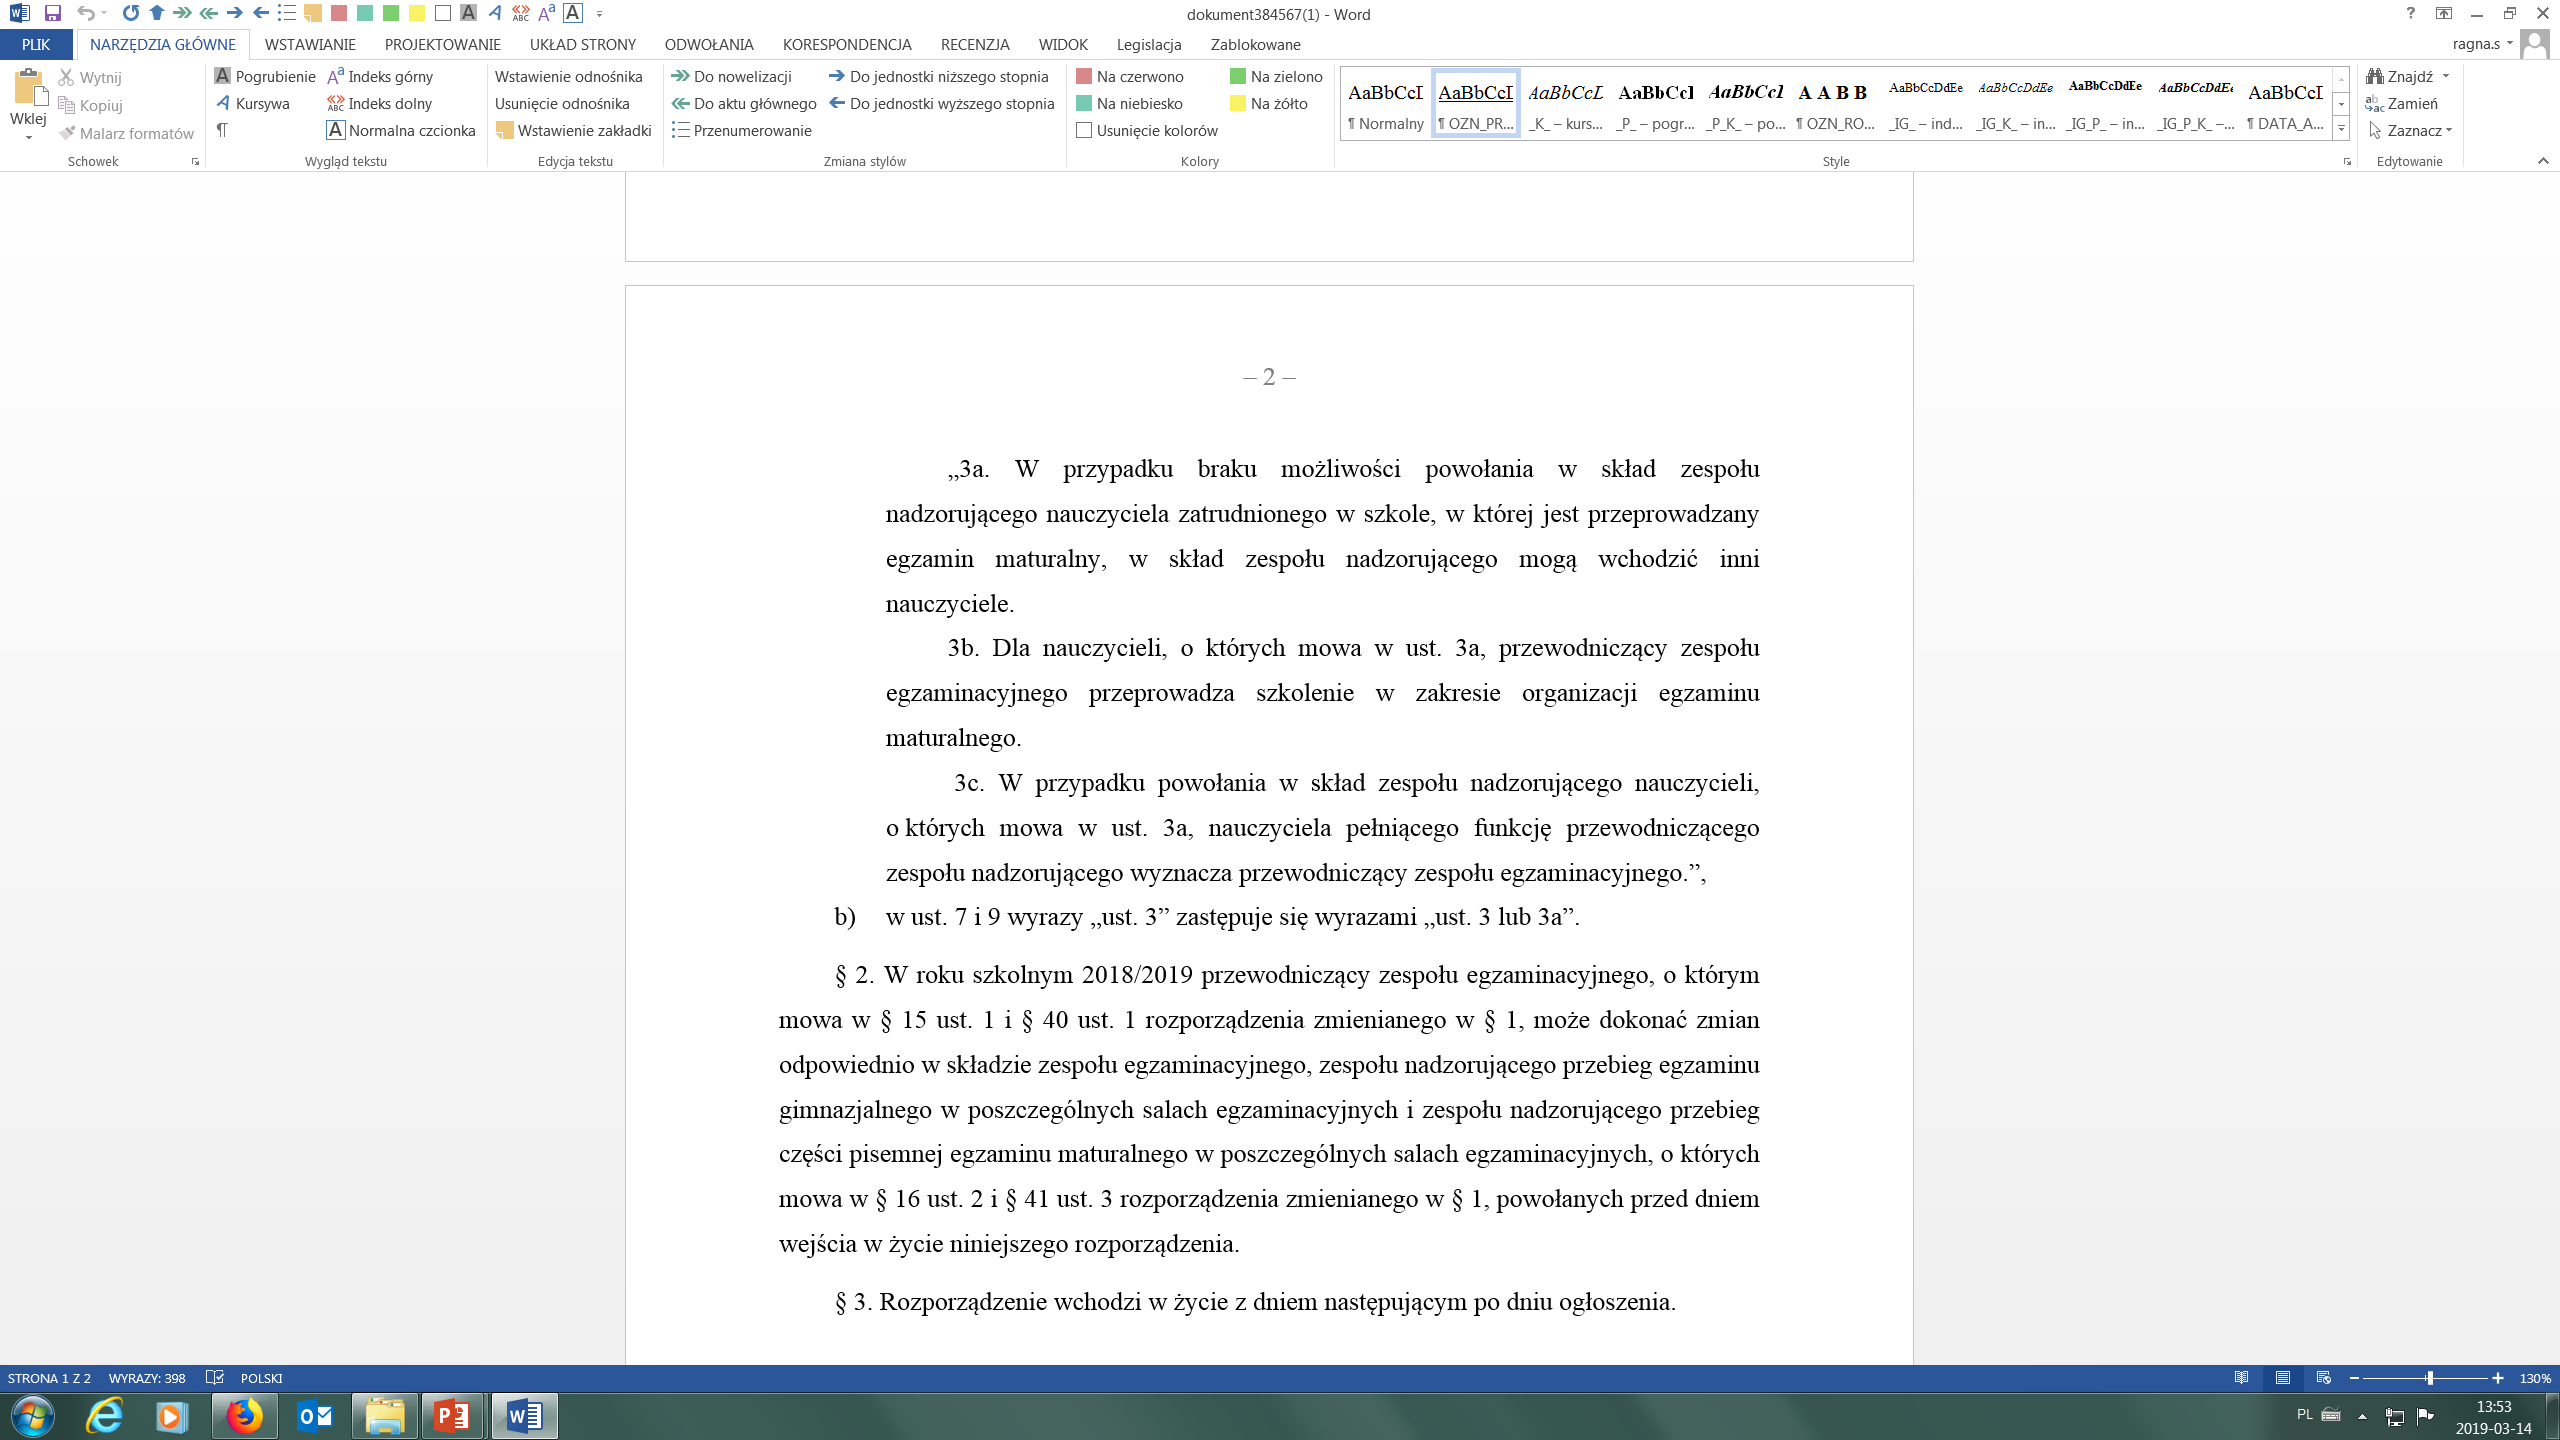 dokument384567(1) - Word
PLIK NARZĘDZIA GŁÓWNE WSTAWIANIE PROJEKTOWANIE UKŁAD STRONY ODWOŁANIA KORESPONDENCJA RECENZJA WIDOK Legislacja Zablokowane ragna.s
Wklej
Wytnij
Kopiuj
Malarz formatów
Schowek
Pogrubienie Indeks górny
Kursywa Indeks dolny
¶ Normalna czcionka
Wygląd tekstu
Wstawienie odnośnika
Usunięcie odnośnika
Wstawienie zakładki
Edycja tekstu
Do nowelizacji Do jednostki niższego stopnia
Do aktu głównego Do jednostki wyższego stopnia
Przenumerowanie
Zmiana stylów
Na czerwono Na zielono
Na niebiesko Na żółto
Usunięcie kolorów
Kolory
AaBbCcI AaBbCcI AaBbCcL AaBbCcI AaBbCcI A A B B AaBbCcDdEe AaBbCcDdEe AaBbCcDdEe AaBbCcDdEe AaBbCcI
¶ Normalny ¶ OZN_PR... _K_ – kurs... _P_ – pogr... _P_K_ – po... ¶ OZN_RO... _IG_ – ind... _IG_K_ – in... _IG_P_ – in... _IG_P_K_ –... ¶ DATA_A...
Style
Znajdź
Zamień
Zaznacz
Edytowanie
– 2 –
„3a. W przypadku braku możliwości powołania w skład zespołu
nadzorującego nauczyciela zatrudnionego w szkole, w której jest przeprowadzany
egzamin maturalny, w skład zespołu nadzorującego mogą wchodzić inni
nauczyciele.
3b. Dla nauczycieli, o których mowa w ust. 3a, przewodniczący zespołu
egzaminacyjnego przeprowadza szkolenie w zakresie organizacji egzaminu
maturalnego.
3c. W przypadku powołania w skład zespołu nadzorującego nauczycieli,
o których mowa w ust. 3a, nauczyciela pełniącego funkcję przewodniczącego
zespołu nadzorującego wyznacza przewodniczący zespołu egzaminacyjnego.”,
b) w ust. 7 i 9 wyrazy „ust. 3” zastępuje się wyrazami „ust. 3 lub 3a”.
§ 2. W roku szkolnym 2018/2019 przewodniczący zespołu egzaminacyjnego, o którym
mowa w § 15 ust. 1 i § 40 ust. 1 rozporządzenia zmienianego w § 1, może dokonać zmian
odpowiednio w składzie zespołu egzaminacyjnego, zespołu nadzorującego przebieg egzaminu
gimnazjalnego w poszczególnych salach egzaminacyjnych i zespołu nadzorującego przebieg
części pisemnej egzaminu maturalnego w poszczególnych salach egzaminacyjnych, o których
mowa w § 16 ust. 2 i § 41 ust. 3 rozporządzenia zmienianego w § 1, powołanych przed dniem
wejścia w życie niniejszego rozporządzenia.
§ 3. Rozporządzenie wchodzi w życie z dniem następującym po dniu ogłoszenia.
STRONA 1 Z 2 WYRAZY: 398 POLSKI 130%
PL 13:53
2019-03-14